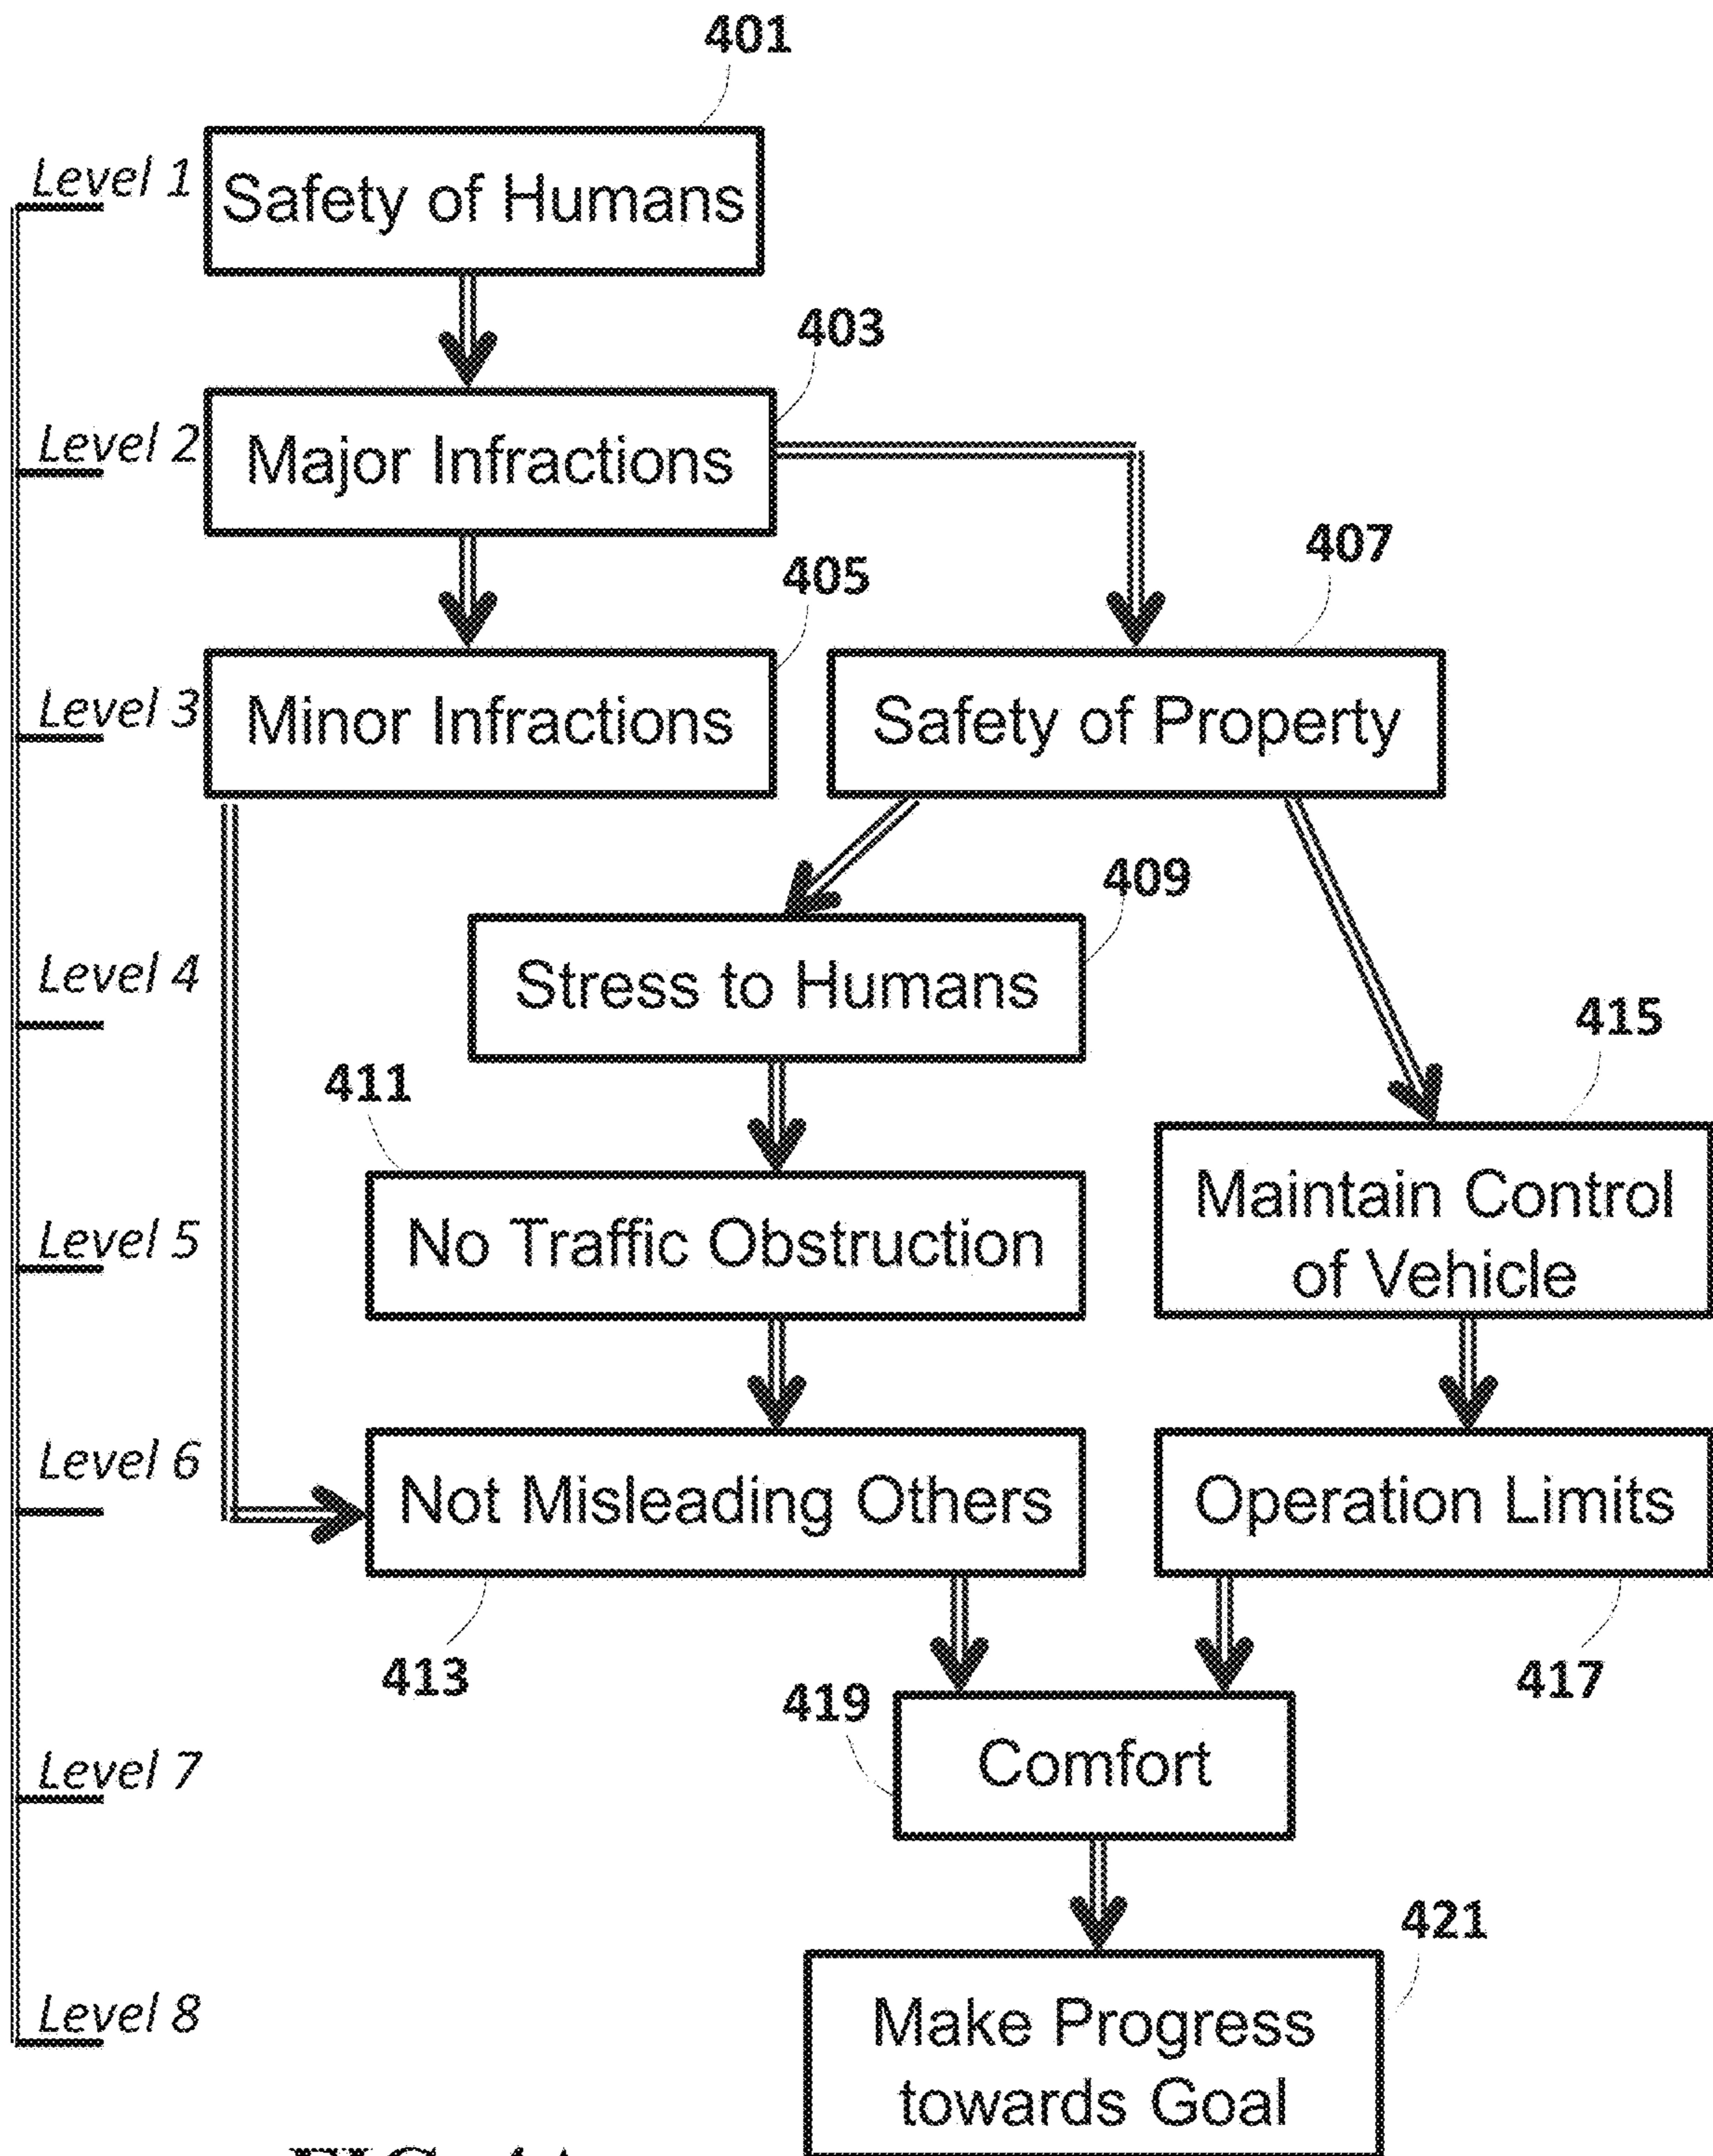 401
Level 1
Safety of Humans
403
Level 2
Major Infractions
407
405
Level 3
Minor Infractions
Safety of Property
409
Level 4
Stress to Humans
415
411
Maintain Control
of Vehicle
Level 5
No Traffic Obstruction
Level 6
Not Misleading Others
Operation Limits
413
417
419
Level 7
Comfort
421
Level 8
Make Progress
towards Goal